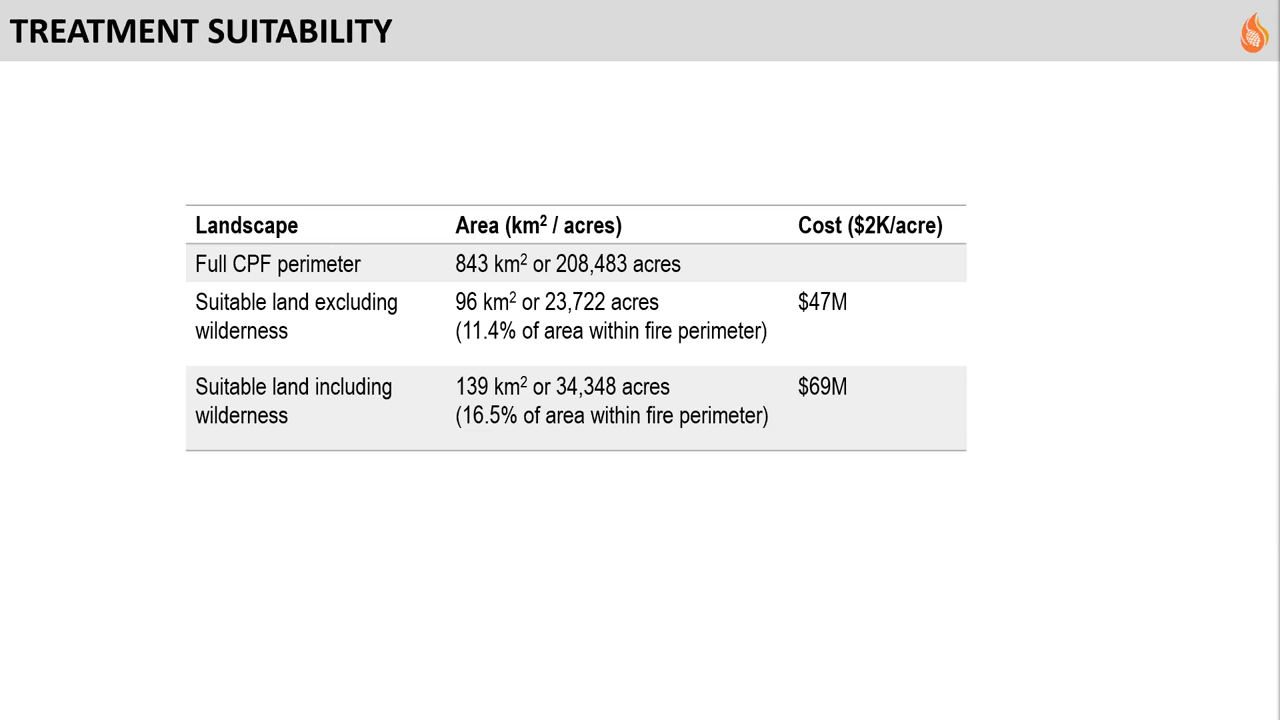 TREATMENT SUITABILITY
Landscape Area (km² / acres) Cost ($2K/acre)
Full CPF perimeter 843 km² or 208,483 acres
Suitable land excluding 96 km² or 23,722 acres $47M
wilderness (11.4% of area within fire perimeter)
Suitable land including 139 km² or 34,348 acres $69M
wilderness (16.5% of area within fire perimeter)